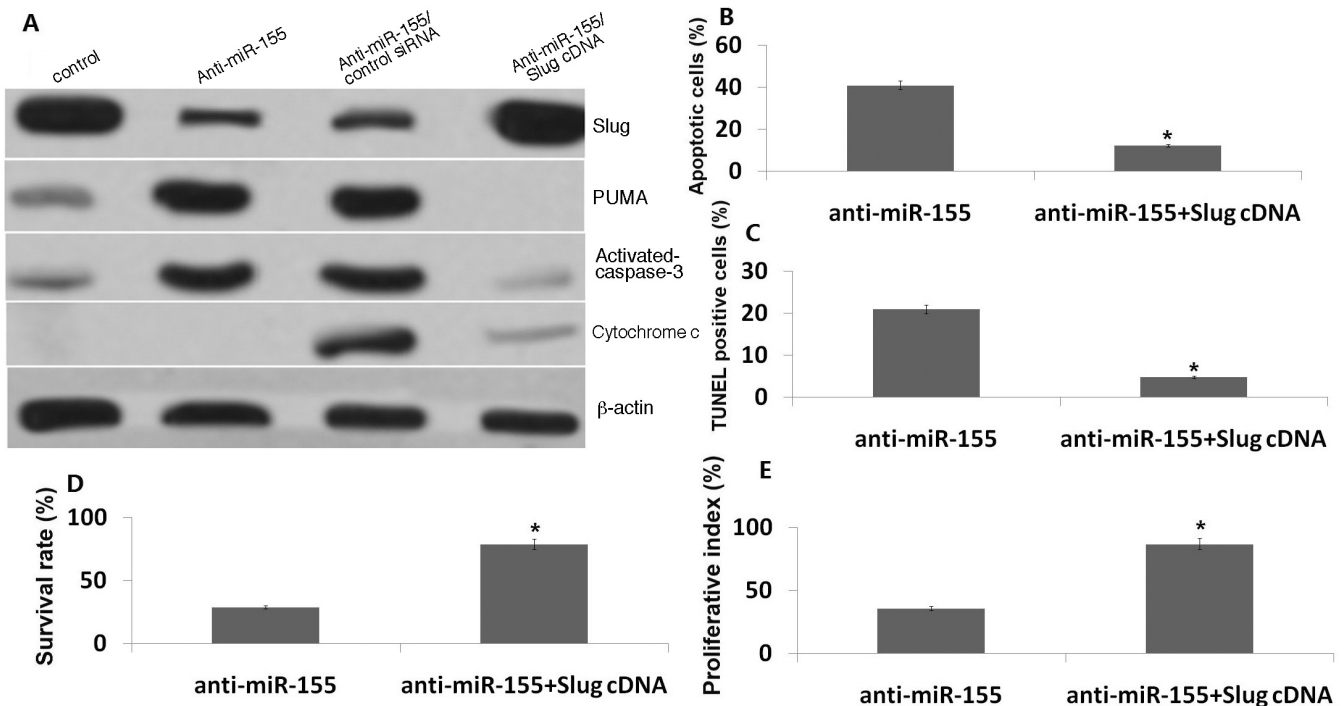 A
control
Anti-miR-155
Anti-miR-155/
control siRNA
Anti-miR-155/
Slug cDNA
Slug
PUMA
Activated-
caspase-3
Cytochrome c
β-actin
B
Apoptotic cells (%)
60
40
20
0
*
anti-miR-155
anti-miR-155+Slug cDNA
C
TUNEL positive cells (%)
30
20
10
0
*
anti-miR-155
anti-miR-155+Slug cDNA
D
Survival rate (%)
100
50
0
*
anti-miR-155
anti-miR-155+Slug cDNA
E
Proliferative index (%)
100
50
0
*
anti-miR-155
anti-miR-155+Slug cDNA